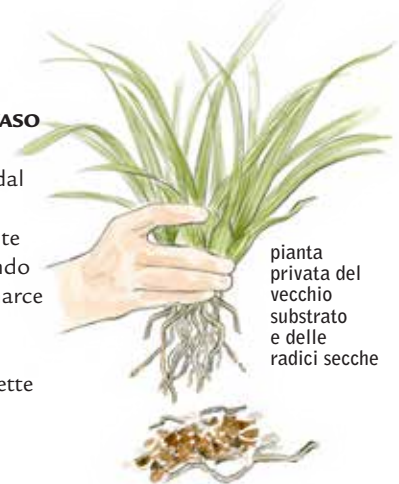 ASO
dal
te
ndo
arce
ette
pianta
privata del
vecchio
substrato
e delle
radici secche